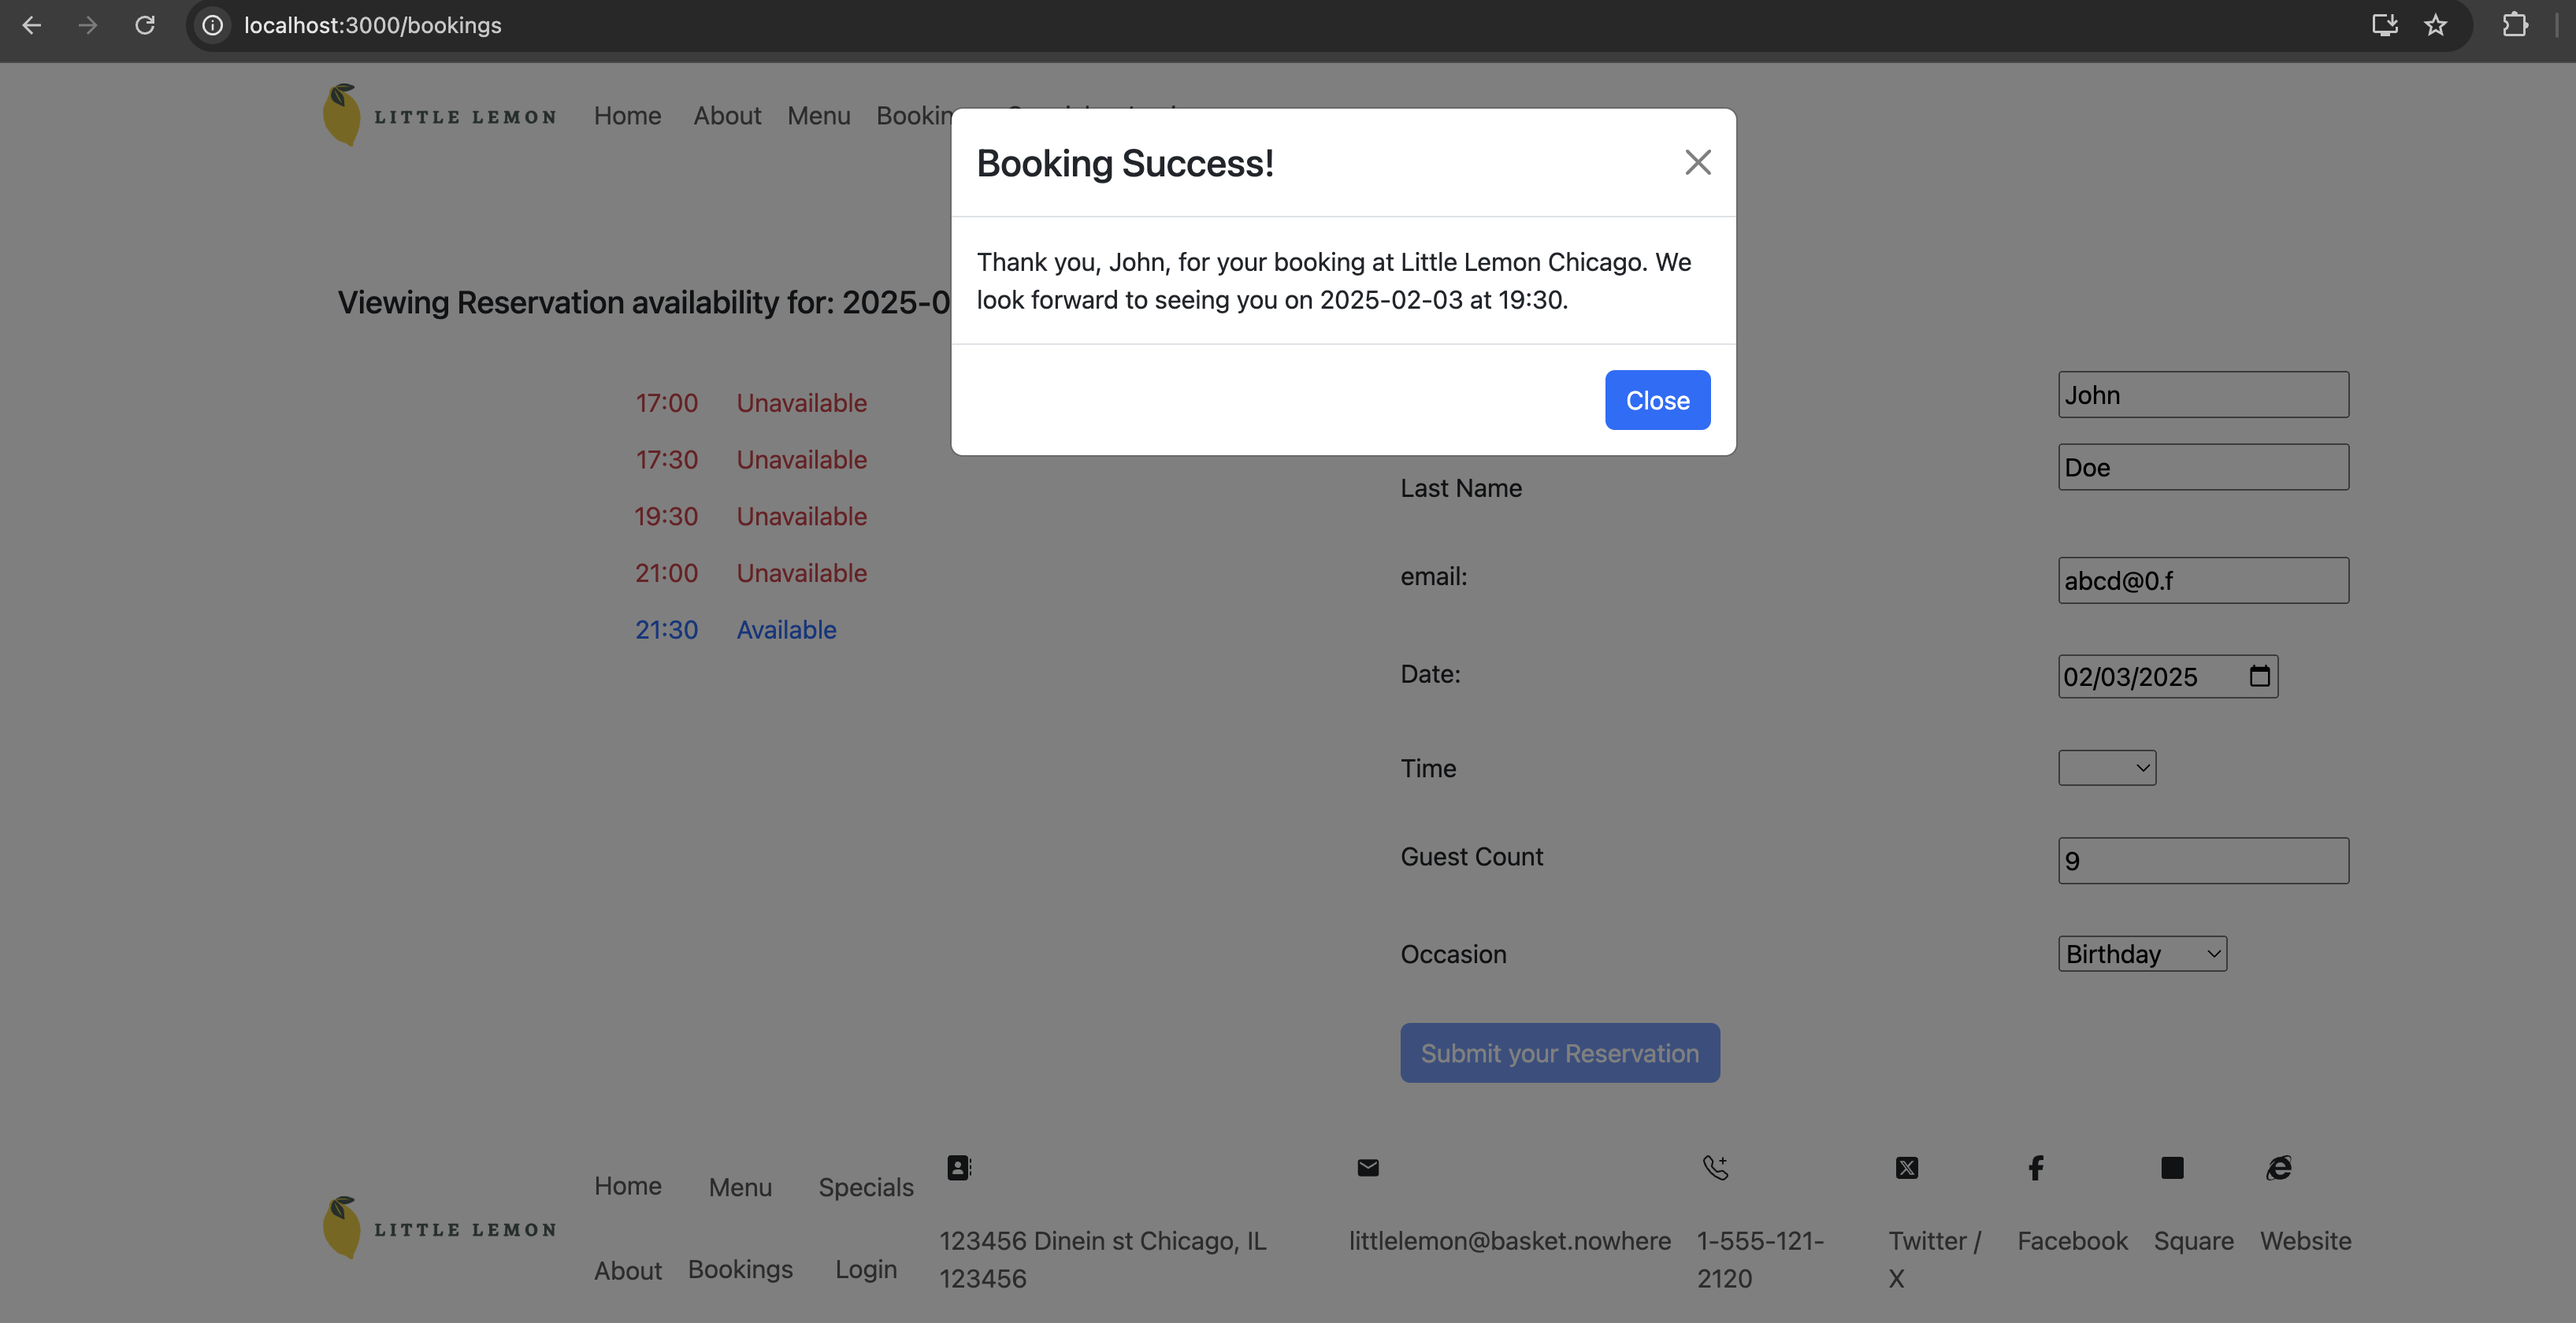 localhost:3000/bookings
LITTLE LEMON Home About Menu
Booking Success!
Thank you, John, for your booking at Little Lemon Chicago. We
look forward to seeing you on 2025-02-03 at 19:30.
Close
Viewing Reservation availability for:
17:00 Unavailable
17:30 Unavailable
19:30 Unavailable
21:00 Unavailable
21:30 Available
John
Last Name Doe
email: abcd@0.f
Date: 02/03/2025
Time
Guest Count 9
Occasion Birthday
Submit your Reservation
LITTLE LEMON
Home Menu Specials
About Bookings Login
123456 Dinein st Chicago, IL
123456
littlelemon@basket.nowhere
1-555-121-
2120
Twitter /
X
Facebook
Square
Website